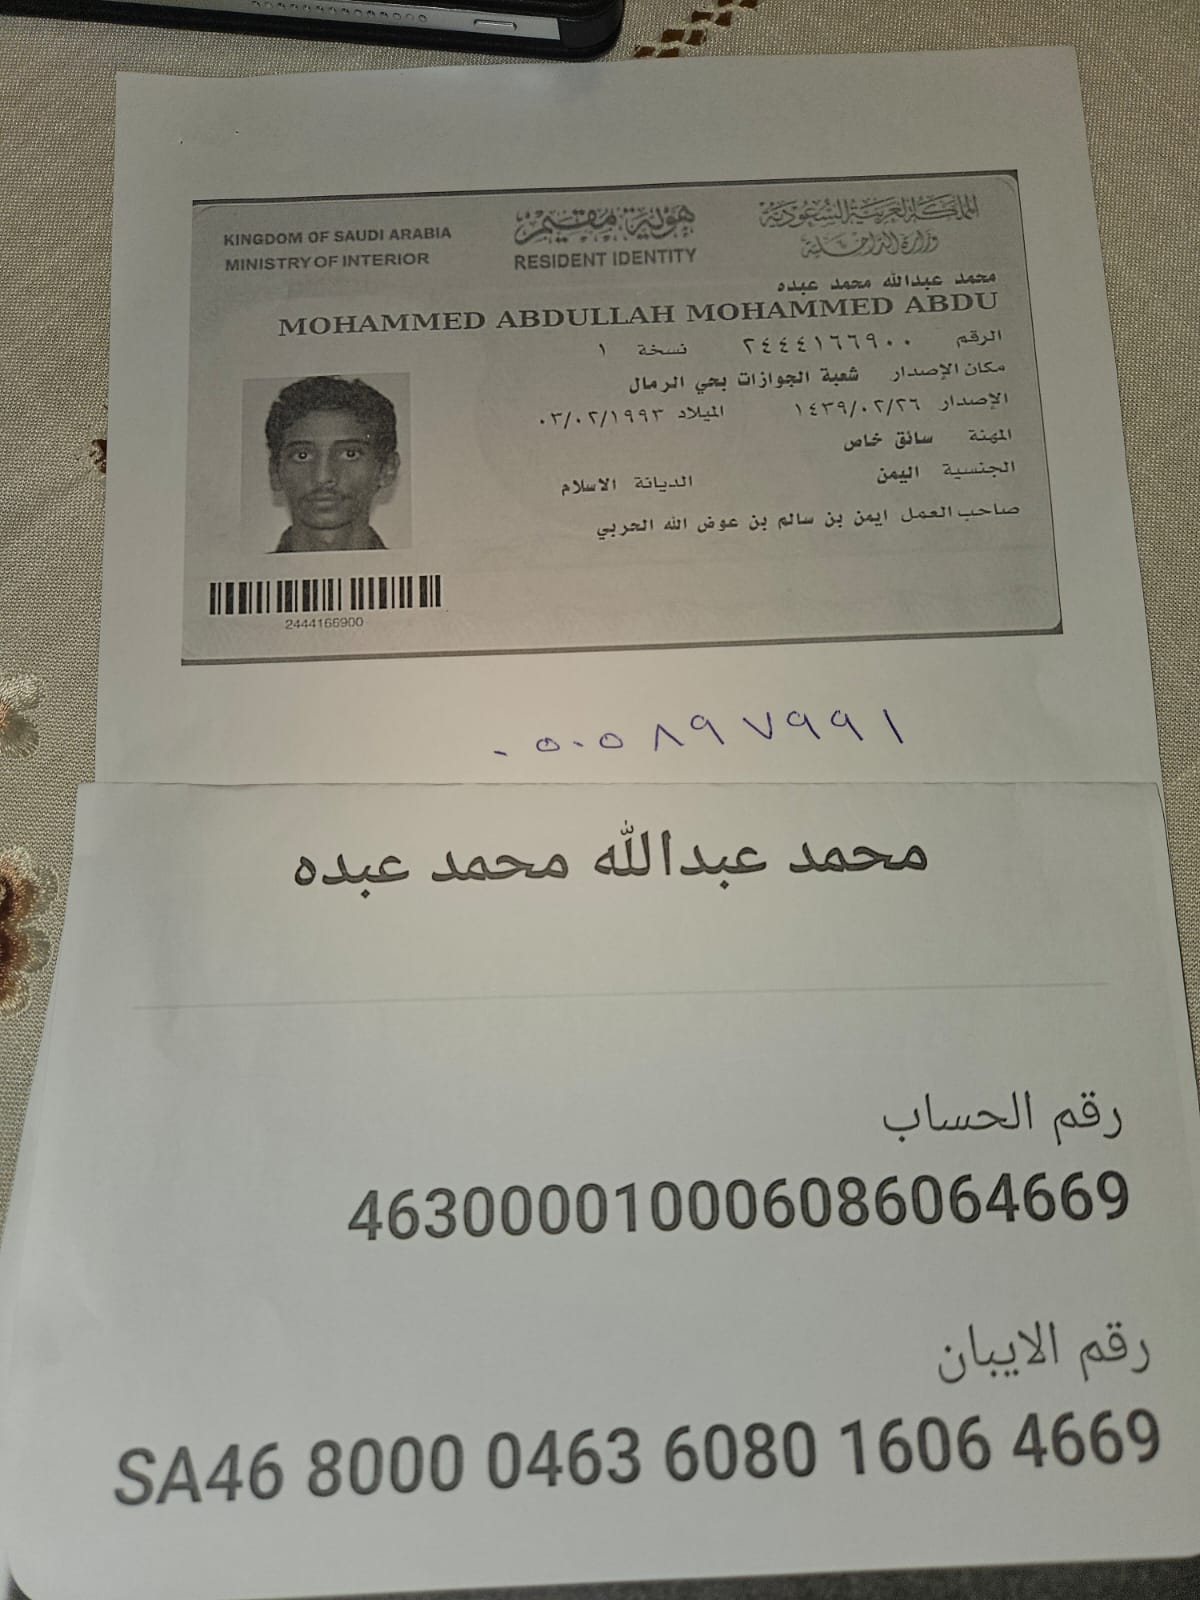 المملكة العربية السعودية
وزارة الداخلية
هوية مقيم
RESIDENT IDENTITY
KINGDOM OF SAUDI ARABIA
MINISTRY OF INTERIOR
محمد عبدالله محمد عبده
MOHAMMED ABDULLAH MOHAMMED ABDU
الرقم ٢٤٤٤١٦٦٩٠٠ نسخة ١
مكان الإصدار شعبة الجوازات بحي الرمال
الإصدار ١٤٣٩/٠٢/٢٦ الميلاد ٠٣/٠٢/١٩٩٣
المهنة سائق خاص
الجنسية اليمن الديانة الاسلام
صاحب العمل ايمن بن سالم بن عوض الله الحربي
2444166900
٠٥٠٥٨٩٧٩٩١
محمد عبدالله محمد عبده
رقم الحساب
463000010006086064669
رقم الايبان
SA46 8000 0463 6080 1606 4669